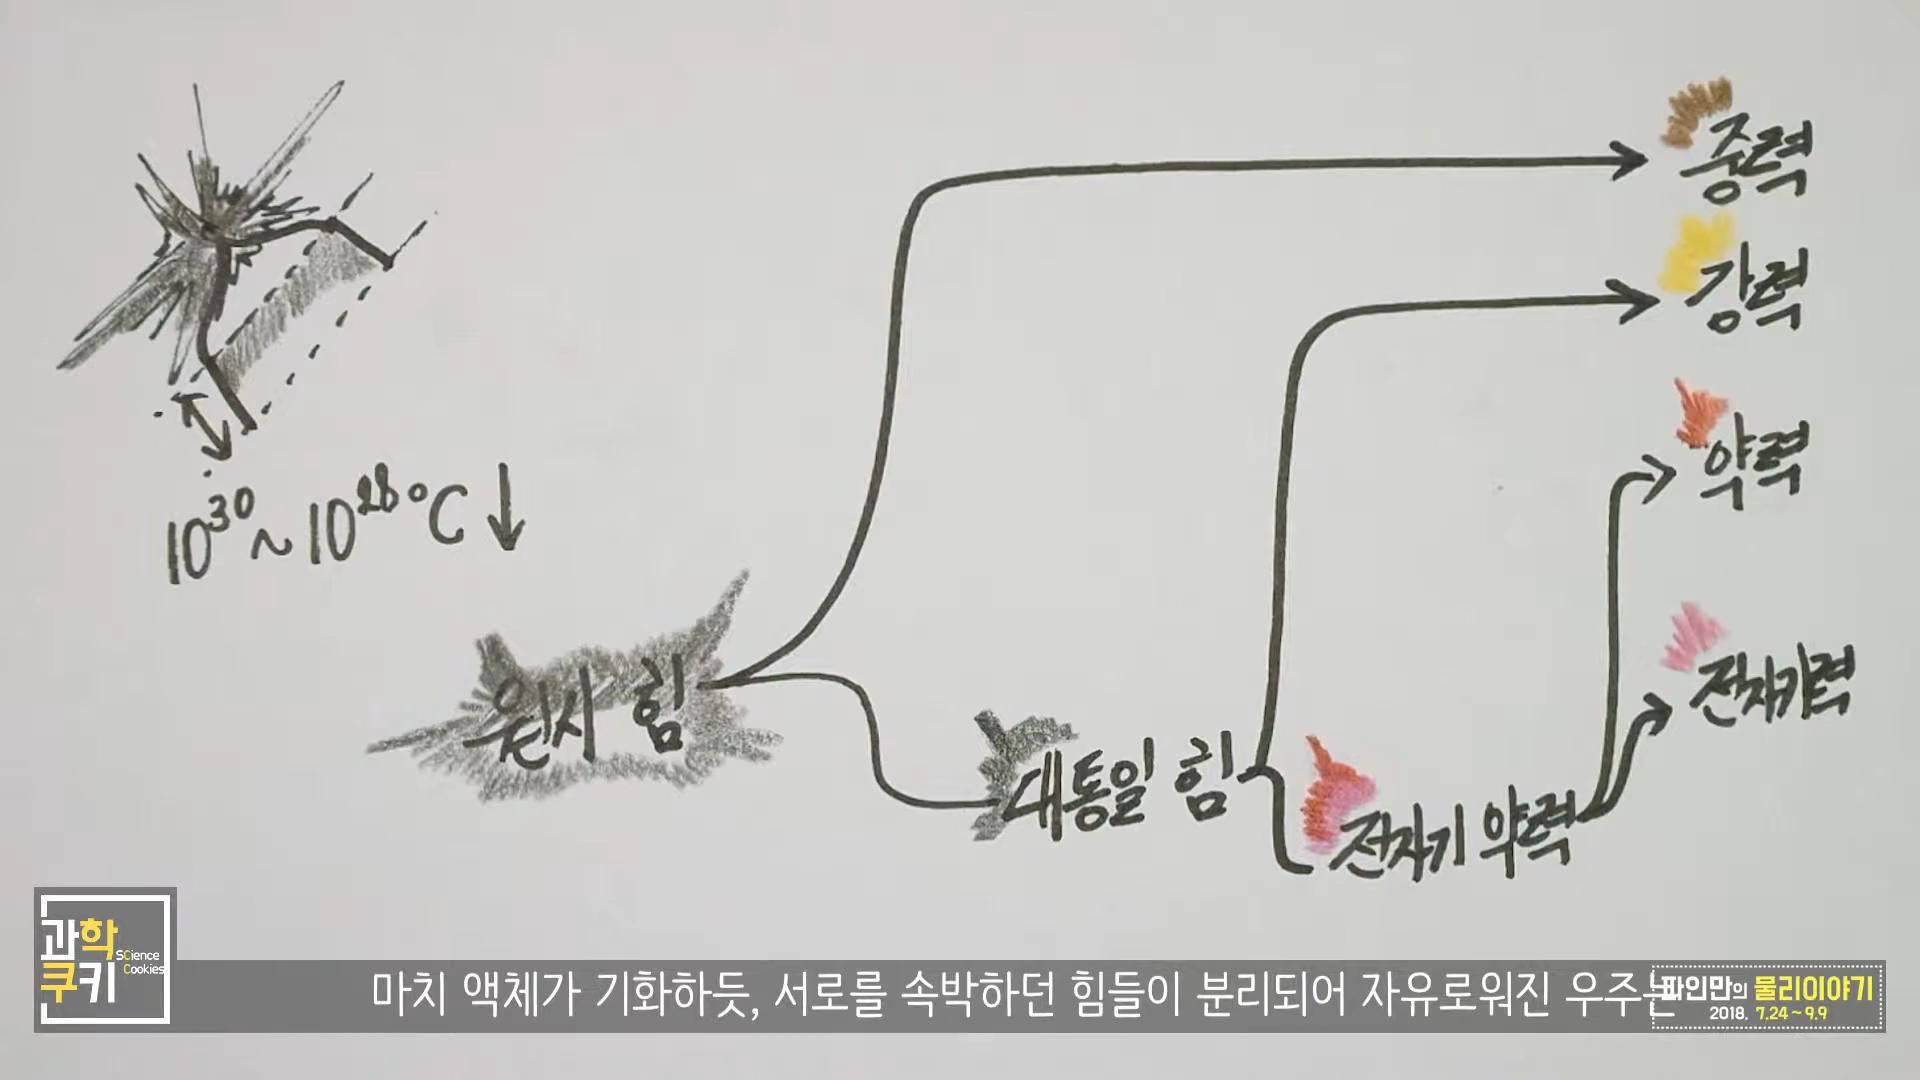 중력
강력
약력
10³⁰~10²⁸℃ ↓
전자기력
원시 힘
대통일 힘
전자기 약력
과학
쿠키
SCience
Cookies
마치 액체가 기화하듯, 서로를 속박하던 힘들이 분리되어 자유로워진 우주는
파인만의 물리이야기
2018. 7.24 ~ 9.9